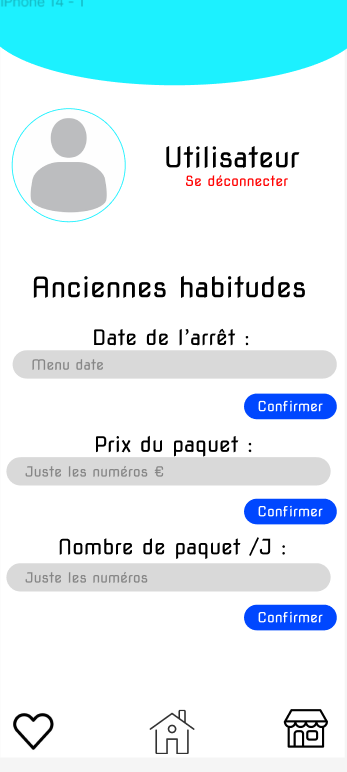 iPhone 14 - 1
Utilisateur
Se déconnecter
Anciennes habitudes
Date de l'arrêt :
Menu date
Confirmer
Prix du paquet :
Juste les numéros €
Confirmer
Nombre de paquet /J :
Juste les numéros
Confirmer